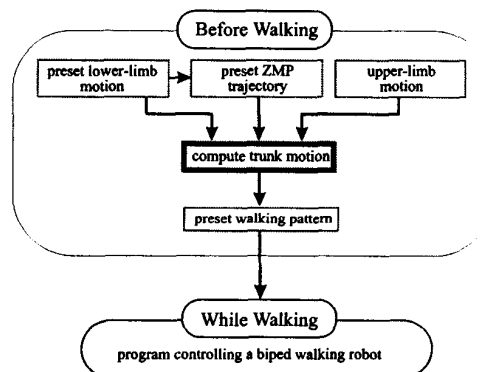 Before Walking
preset lower-limb
motion
preset ZMP
trajectory
upper-limb
motion
compute trunk motion
preset walking pattern
While Walking
program controlling a biped walking robot